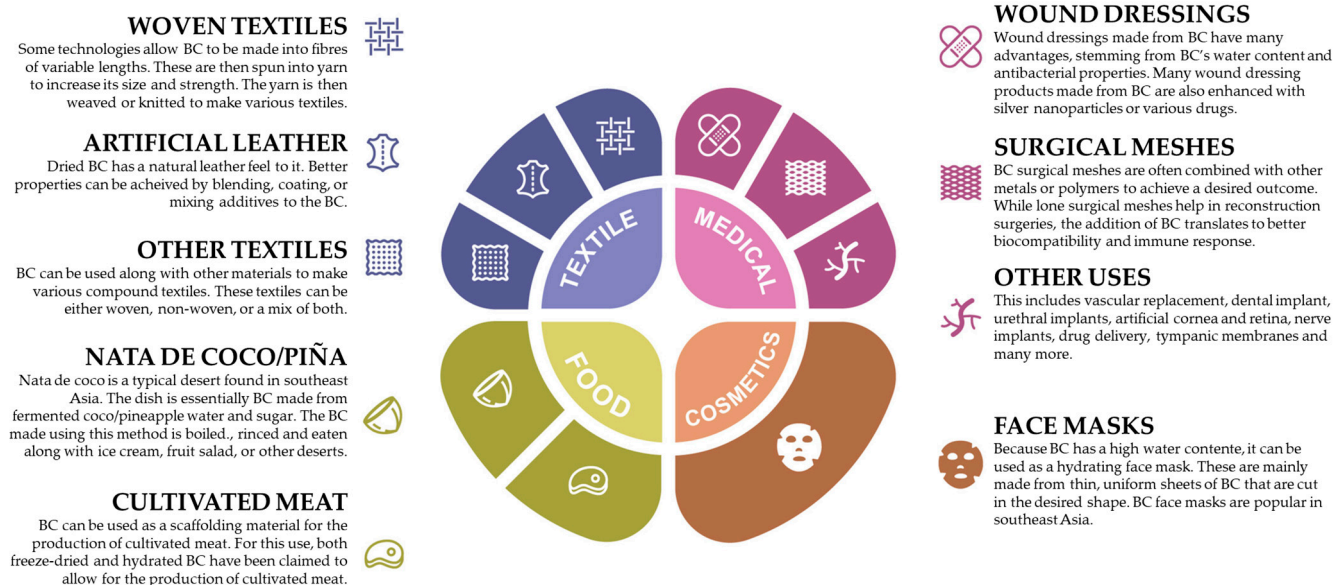 WOVEN TEXTILES
Some technologies allow BC to be made into fibres
of variable lengths. These are then spun into yarn
to increase its size and strength. The yarn is then
weaved or knitted to make various textiles.
ARTIFICIAL LEATHER
Dried BC has a natural leather feel to it. Better
properties can be acheived by blending, coating, or
mixing additives to the BC.
OTHER TEXTILES
BC can be used along with other materials to make
various compound textiles. These textiles can be
either woven, non-woven, or a mix of both.
NATA DE COCO/PIÑA
Nata de coco is a typical desert found in southeast
Asia. The dish is essentially BC made from
fermented coco/pineapple water and sugar. The BC
made using this method is boiled., rinced and eaten
along with ice cream, fruit salad, or other deserts.
CULTIVATED MEAT
BC can be used as a scaffolding material for the
production of cultivated meat. For this use, both
freeze-dried and hydrated BC have been claimed to
allow for the production of cultivated meat.
TEXTILE
MEDICAL
FOOD
COSMETICS
WOUND DRESSINGS
Wound dressings made from BC have many
advantages, stemming from BC's water content and
antibacterial properties. Many wound dressing
products made from BC are also enhanced with
silver nanoparticles or various drugs.
SURGICAL MESHES
BC surgical meshes are often combined with other
metals or polymers to achieve a desired outcome.
While lone surgical meshes help in reconstruction
surgeries, the addition of BC translates to better
biocompatibility and immune response.
OTHER USES
This includes vascular replacement, dental implant,
urethral implants, artificial cornea and retina, nerve
implants, drug delivery, tympanic membranes and
many more.
FACE MASKS
Because BC has a high water contente, it can be
used as a hydrating face mask. These are mainly
made from thin, uniform sheets of BC that are cut
in the desired shape. BC face masks are popular in
southeast Asia.